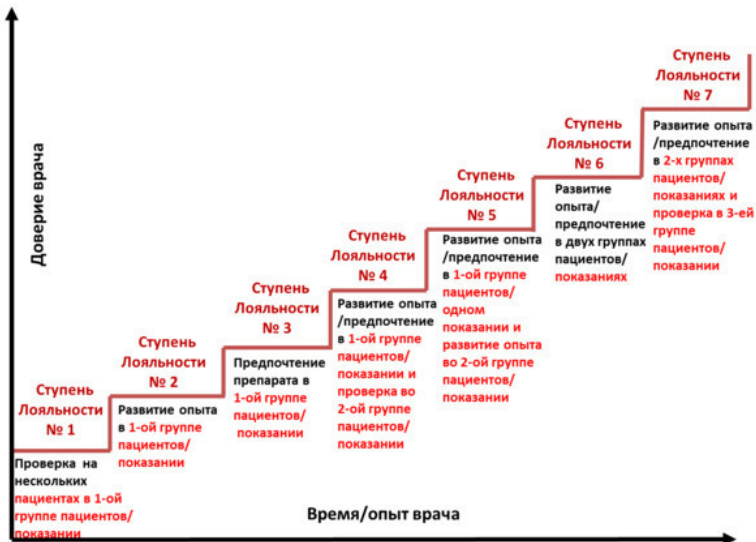 Доверие врача
Ступень
Лояльности
№ 1
Проверка на
нескольких
пациентах в 1-ой
группе пациентов/
показании
Ступень
Лояльности
№ 2
Развитие опыта
в 1-ой группе
пациентов/
показании
Ступень
Лояльности
№ 3
Предпочтение
препарата в
1-ой группе
пациентов/
показании
Ступень
Лояльности
№ 4
Развитие опыта
/предпочтение
в 1-ой группе
пациентов/
показании и
проверка во
2-ой группе
пациентов/
показании
Ступень
Лояльности
№ 5
Развитие опыта
/предпочтение
в 1-ой группе
пациентов/
одном
показании и
развитие опыта
во 2-ой группе
пациентов/
показании
Ступень
Лояльности
№ 6
Развитие
опыта/
предпочтение
в двух группах
пациентов/
показаниях
Ступень
Лояльности
№ 7
Развитие опыта
/предпочтение
в 2-х группах
пациентов/
показаниях и
проверка в 3-ей
группе
пациентов/
показании
Время/опыт врача